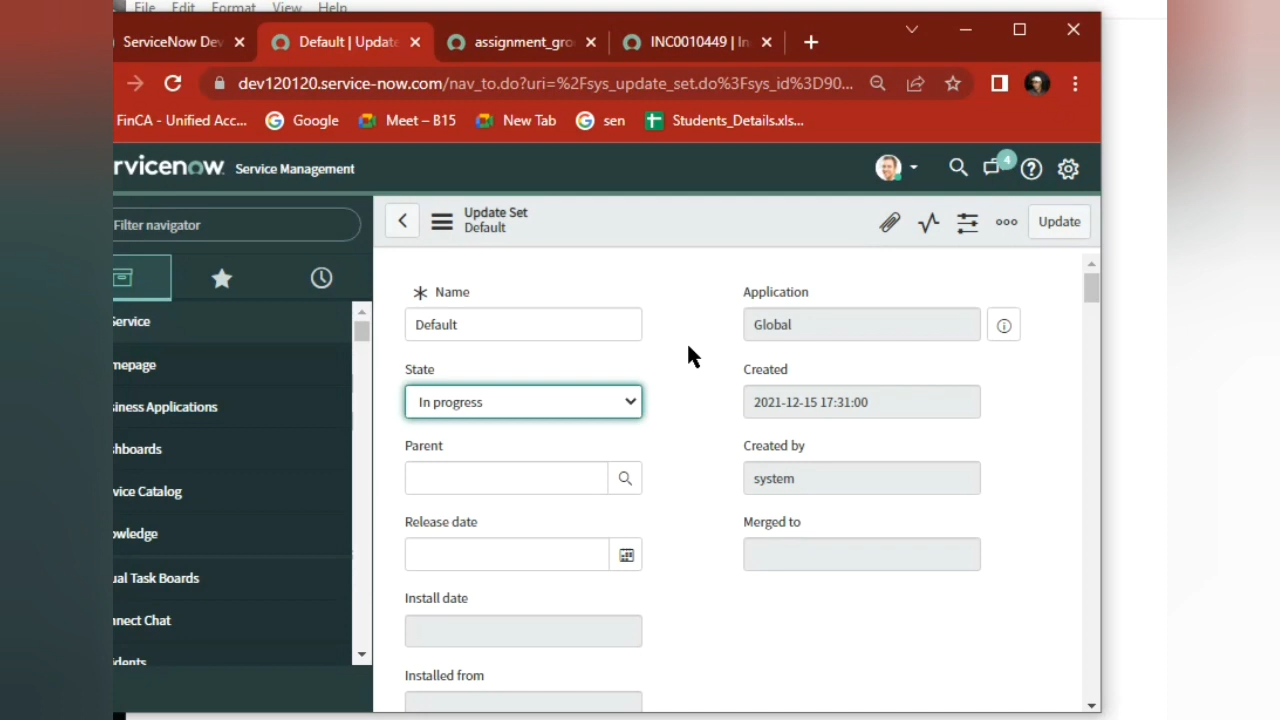 File Edit Format View Help
ServiceNow Dev
Default | Update
assignment_gro
INC0010449 | In
dev120120.service-now.com/nav_to.do?uri=%2Fsys_update_set.do%3Fsys_id%3D90...
FinCA - Unified Acc... Google Meet – B15 New Tab sen Students_Details.xls...
rvicenow Service Management
4
Filter navigator
Update Set
Default
Update
Service
mepage
siness Applications
shboards
vice Catalog
owledge
ual Task Boards
nnect Chat
idents
Name
Default
Application
Global
State
In progress
Created
2021-12-15 17:31:00
Parent
Created by
system
Release date
Merged to
Install date
Installed from